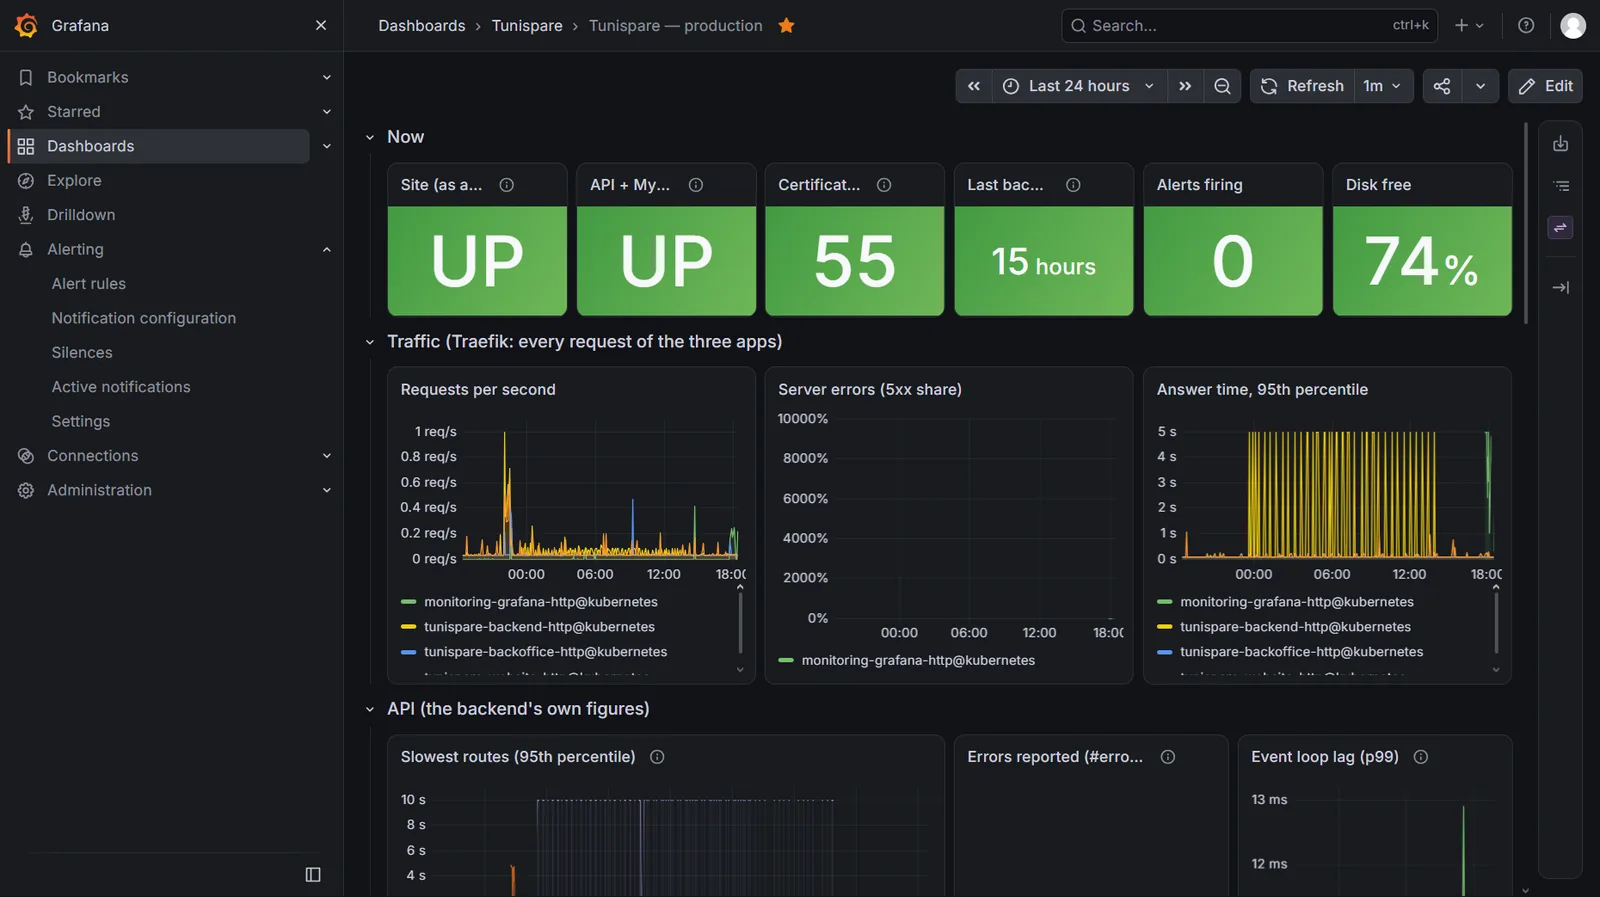 Grafana
Dashboards › Tunispare › Tunispare — production
Search...
ctrl+k
Bookmarks
Starred
Dashboards
Explore
Drilldown
Alerting
Alert rules
Notification configuration
Silences
Active notifications
Settings
Connections
Administration
Last 24 hours
Refresh
1m
Edit
Now
Site (as a...
UP
API + My...
UP
Certificat...
55
Last bac...
15 hours
Alerts firing
0
Disk free
74%
Traffic (Traefik: every request of the three apps)
Requests per second
1 req/s
0.8 req/s
0.6 req/s
0.4 req/s
0.2 req/s
0 req/s
00:00 06:00 12:00 18:00
monitoring-grafana-http@kubernetes
tunispare-backend-http@kubernetes
tunispare-backoffice-http@kubernetes
Server errors (5xx share)
10000%
8000%
6000%
4000%
2000%
0%
00:00 06:00 12:00 18:00
monitoring-grafana-http@kubernetes
Answer time, 95th percentile
5 s
4 s
3 s
2 s
1 s
0 s
00:00 06:00 12:00 18:00
monitoring-grafana-http@kubernetes
tunispare-backend-http@kubernetes
tunispare-backoffice-http@kubernetes
API (the backend's own figures)
Slowest routes (95th percentile)
10 s
8 s
6 s
4 s
Errors reported (#erro...
Event loop lag (p99)
13 ms
12 ms